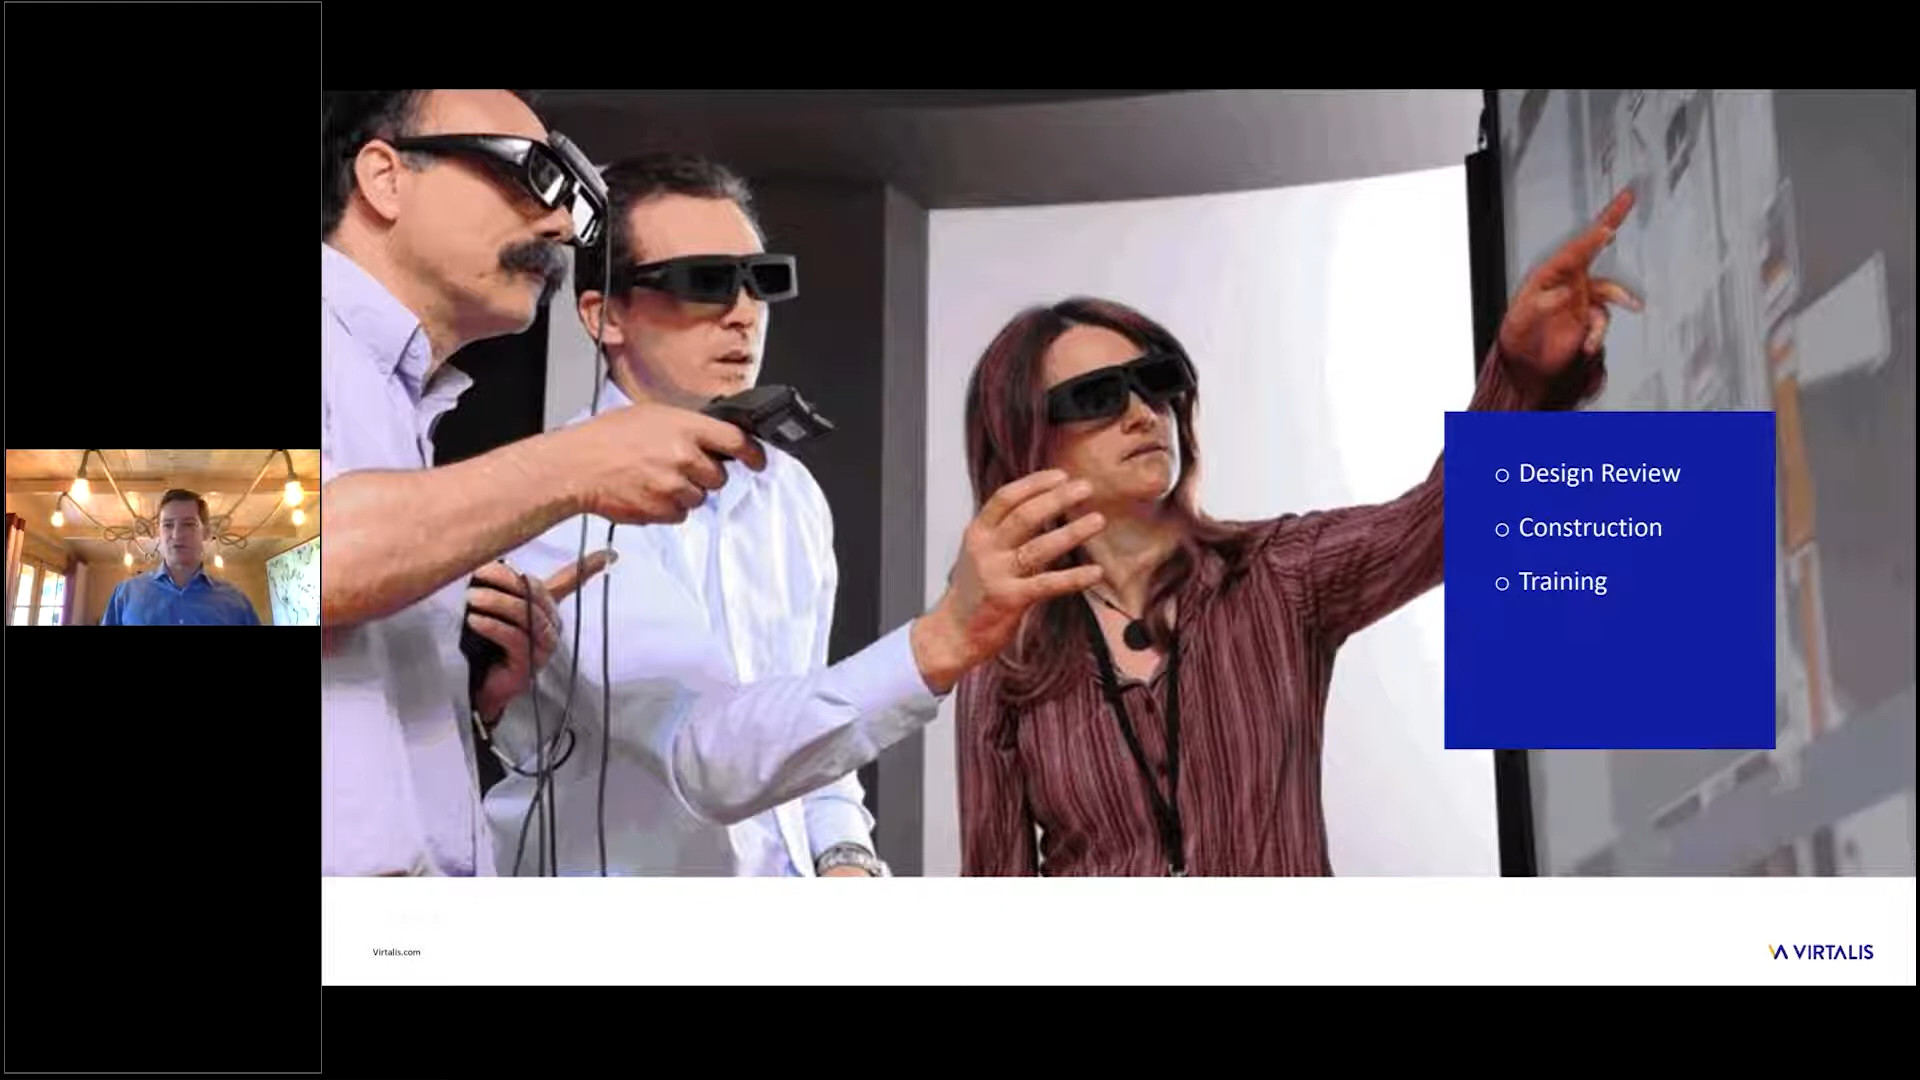 ○ Design Review
○ Construction
○ Training
Virtalis.com
VIRTALIS